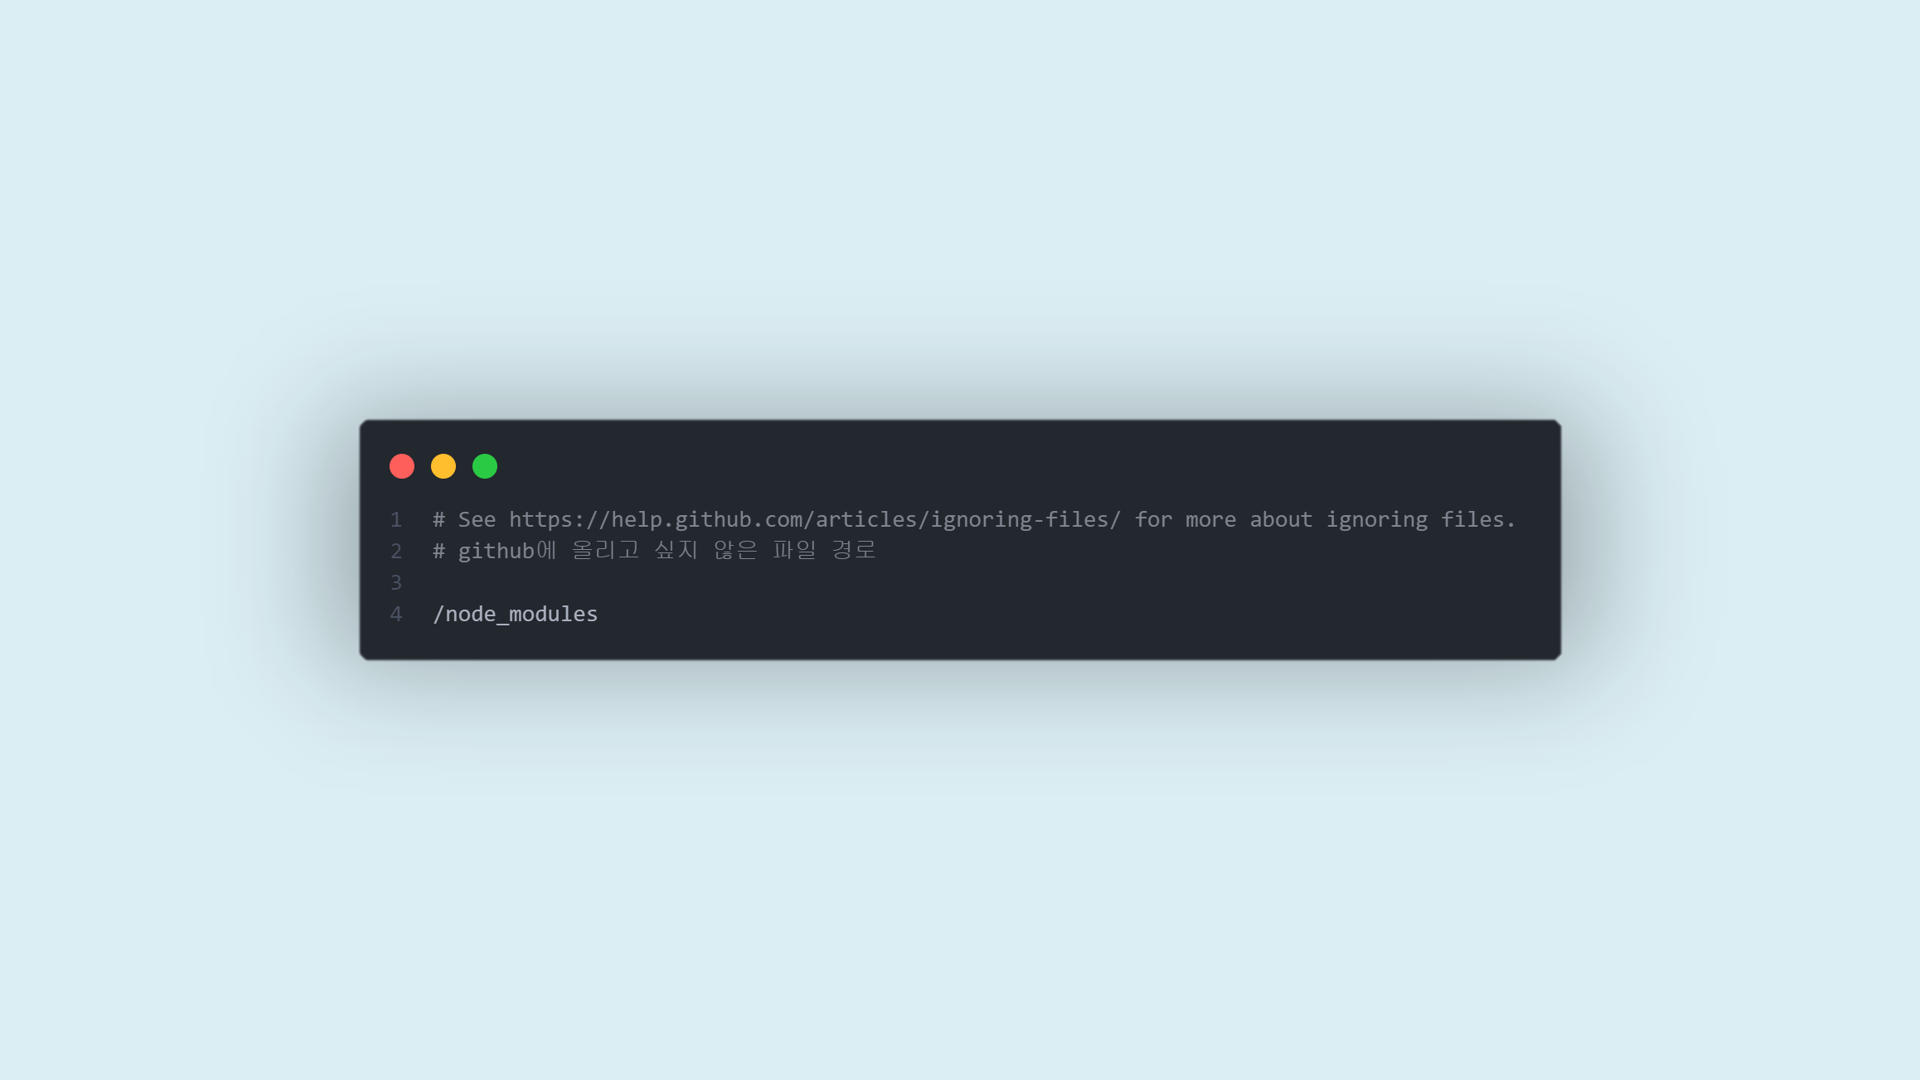 1 # See https://help.github.com/articles/ignoring-files/ for more about ignoring files.
2 # github에 올리고 싶지 않은 파일 경로
3
4 /node_modules